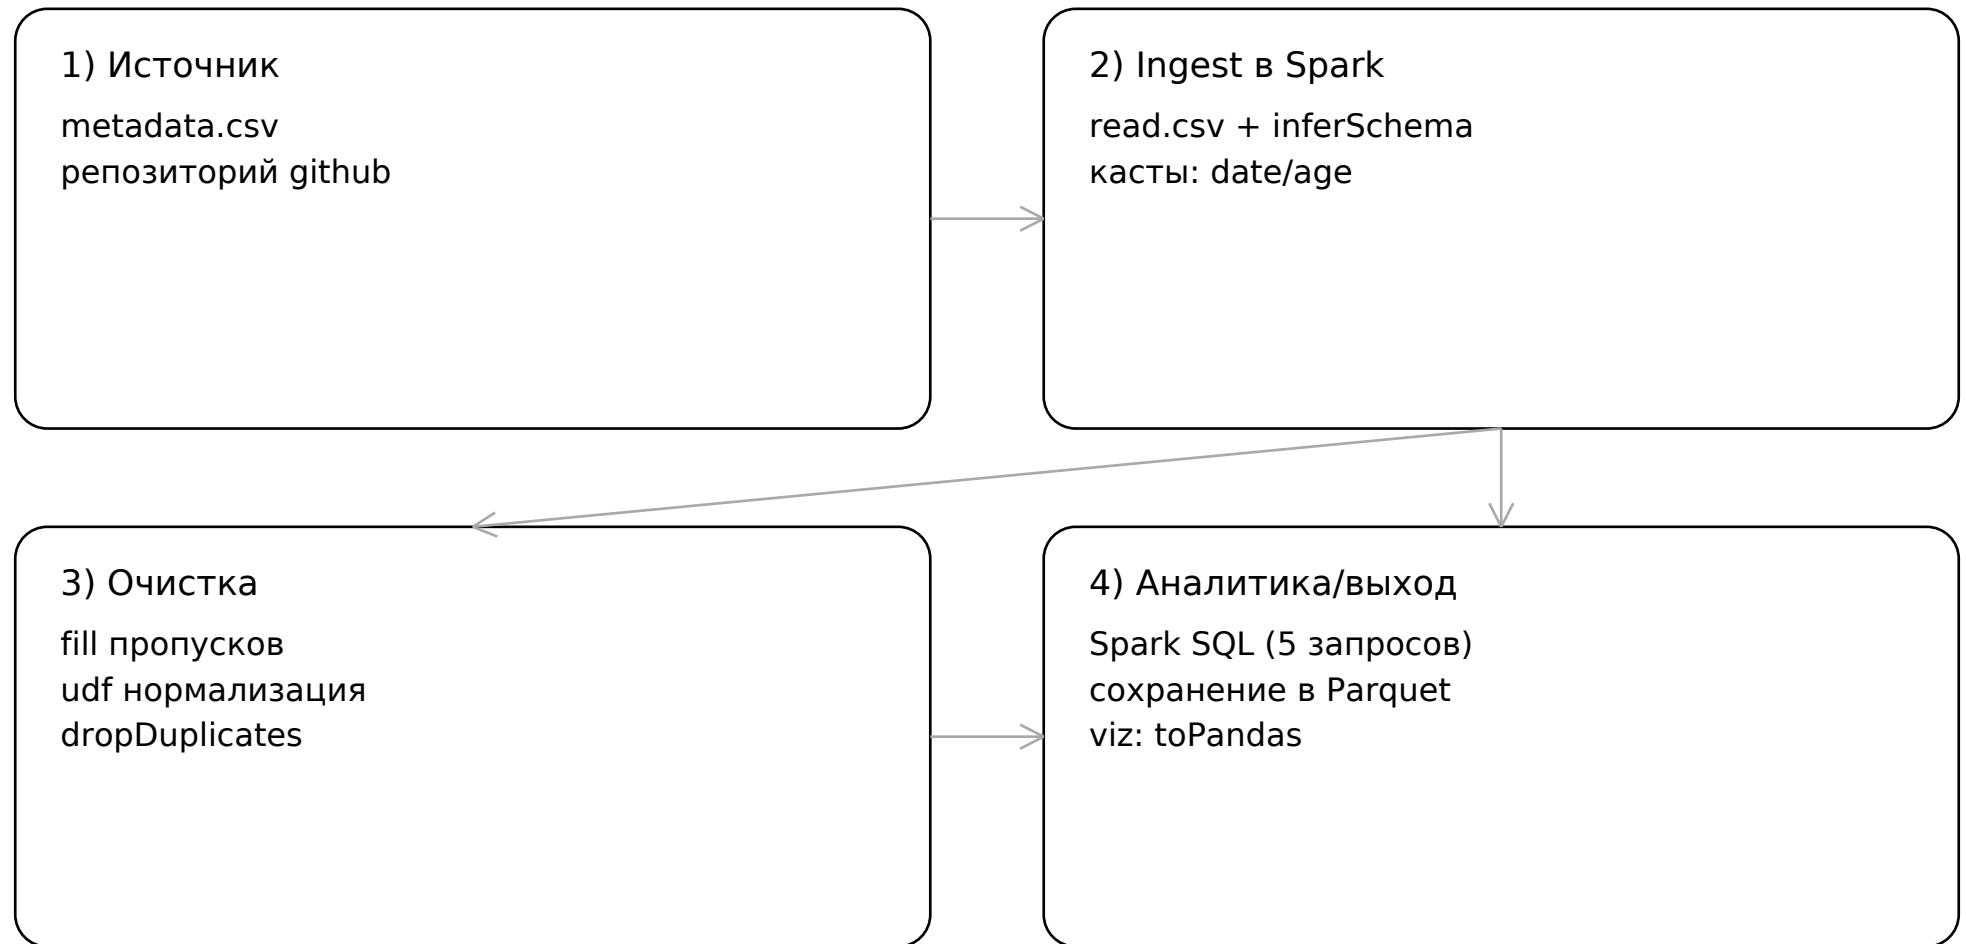 1) Источник
metadata.csv
репозиторий github
2) Ingest в Spark
read.csv + inferSchema
касты: date/age
3) Очистка
fill пропусков
udf нормализация
dropDuplicates
4) Аналитика/выход
Spark SQL (5 запросов)
сохранение в Parquet
viz: toPandas